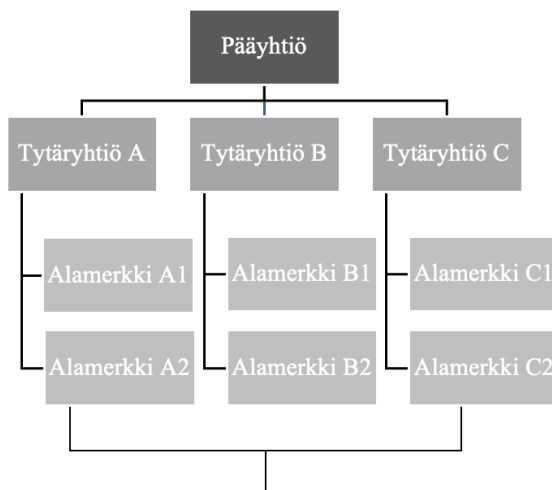 Pääyhtiö
Tytäryhtiö A
Tytäryhtiö B
Tytäryhtiö C
Alamerkki A1
Alamerkki B1
Alamerkki C1
Alamerkki A2
Alamerkki B2
Alamerkki C2